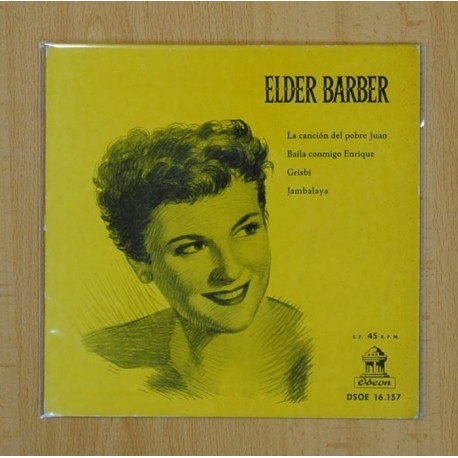 ELDER BARBER
La canción del pobre Juan
Baila conmigo Enrique
Grisbi
Jambalaya
E.P. 45 R.P.M.
Odeon
DSOE 16.157